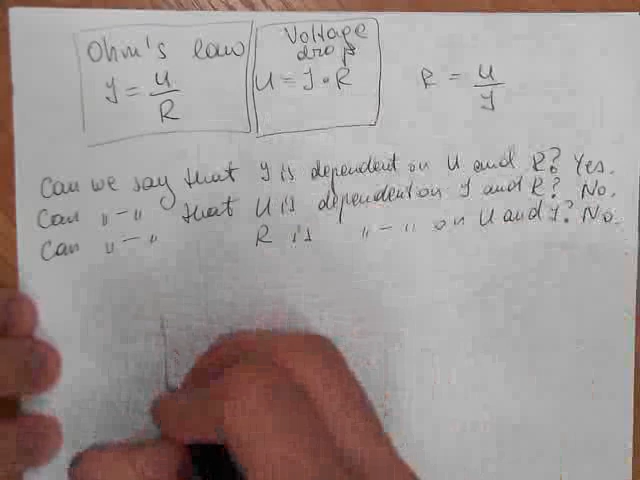 Ohm's law
I = U/R
Voltage
drop
U = I • R
R = U/I
Can we say that I is dependent on U and R? Yes.
Can „—" that U is dependent on I and R? No.
Can „—" R is „—" on U and I? No.